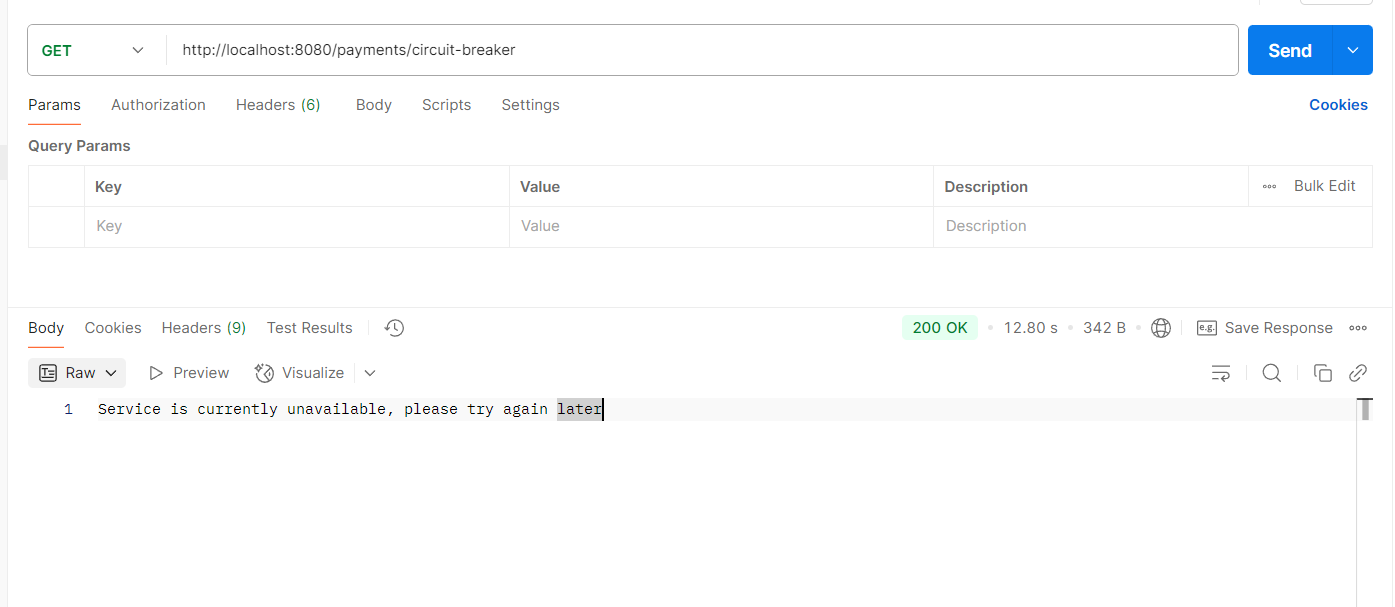 GET http://localhost:8080/payments/circuit-breaker Send
Params Authorization Headers (6) Body Scripts Settings Cookies
Query Params
Key Value Description Bulk Edit
Key Value Description
Body Cookies Headers (9) Test Results 200 OK • 12.80 s • 342 B • e.g. Save Response
Raw Preview Visualize
1 Service is currently unavailable, please try again later